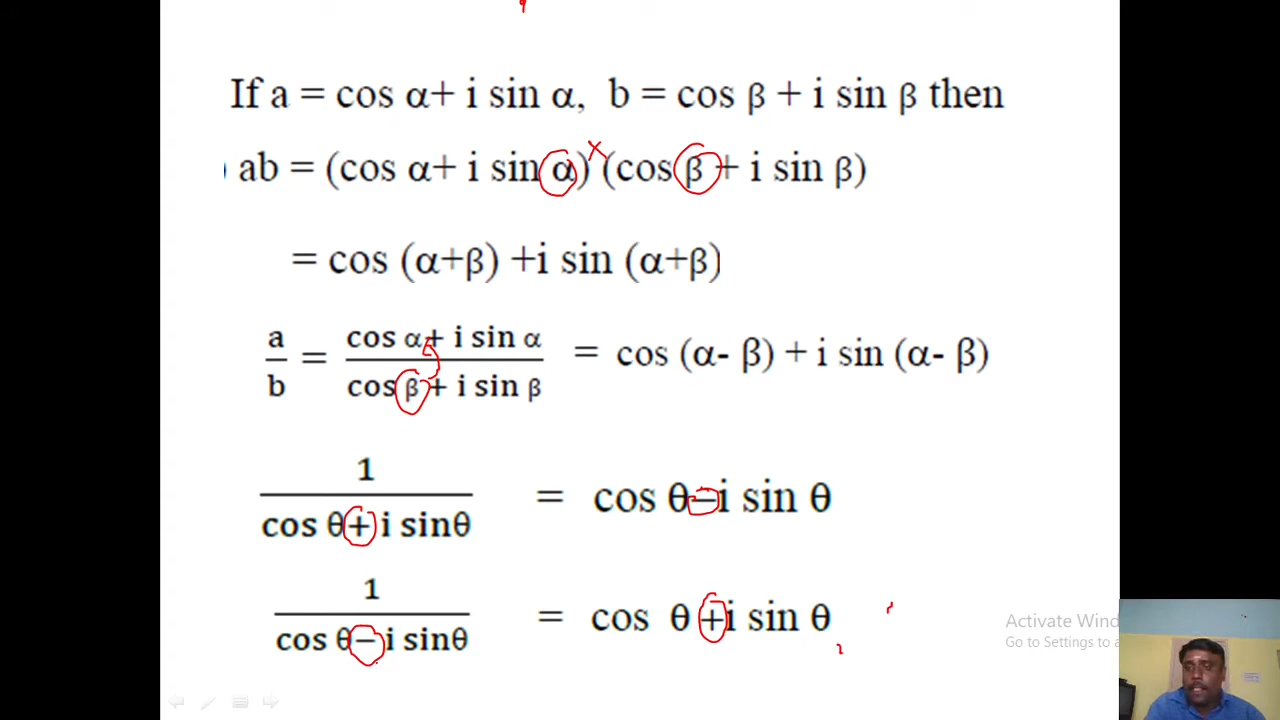 If a = cos α+ i sin α, b = cos β + i sin β then
) ab = (cos α+ i sin α) × (cos β + i sin β)
= cos (α+β) +i sin (α+β)
a/b = (cos α+ i sin α)/(cos β + i sin β) = cos (α- β) + i sin (α- β)
1/(cos θ+i sinθ) = cos θ−i sin θ
1/(cos θ−i sinθ) = cos θ +i sin θ
Activate Wind
Go to Settings to a